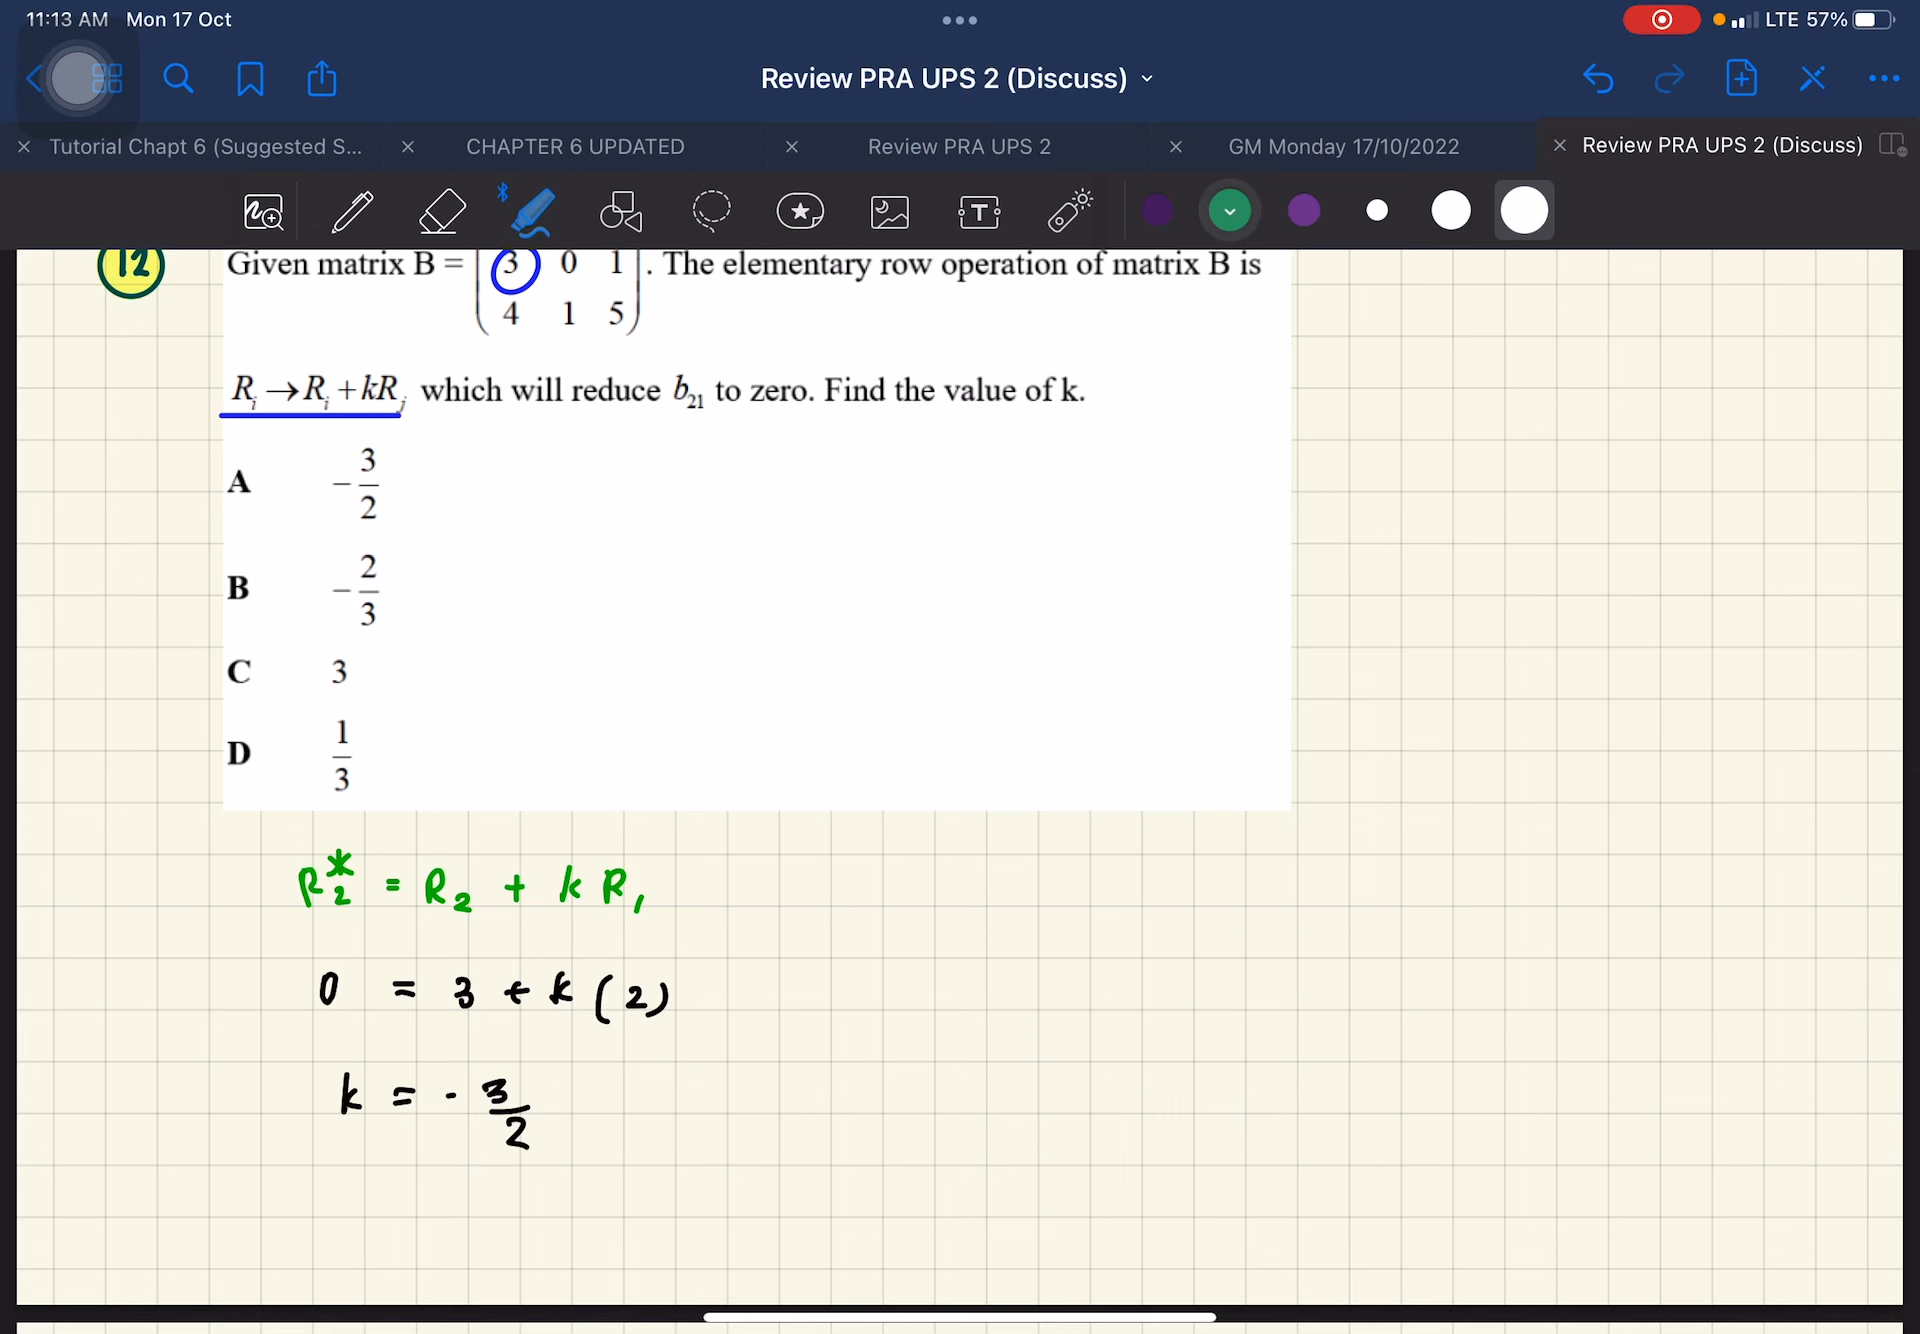 11:13 AM Mon 17 Oct
LTE 57%
Review PRA UPS 2 (Discuss)
Tutorial Chapt 6 (Suggested S...
CHAPTER 6 UPDATED
Review PRA UPS 2
GM Monday 17/10/2022
Review PRA UPS 2 (Discuss)
12
Given matrix B = 3 0 1 . The elementary row operation of matrix B is
4 1 5
R_i → R_i + kR_j which will reduce b_21 to zero. Find the value of k.
A -3/2
B -2/3
C 3
D 1/3
R_2^* = R_2 + k R_1
0 = 3 + k (2)
k = - 3/2